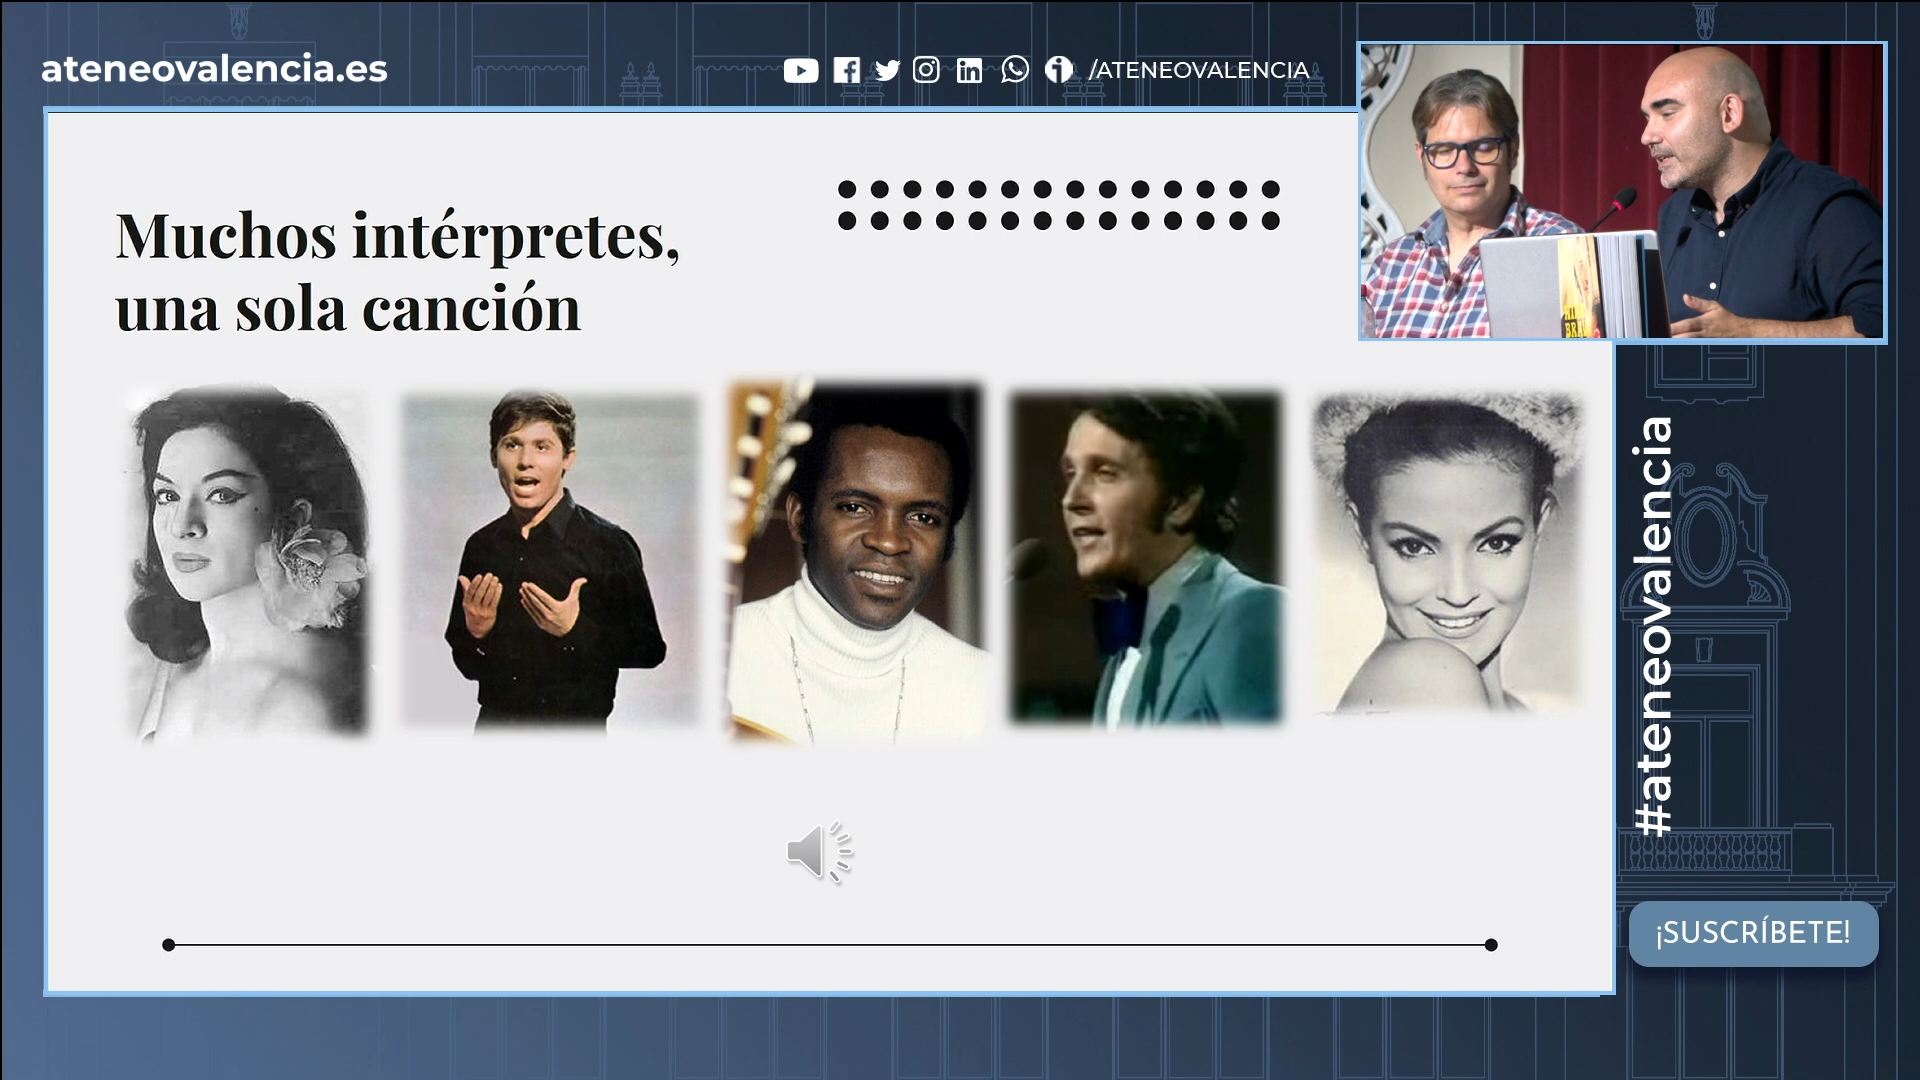 ateneovalencia.es
/ATENEOVALENCIA
Muchos intérpretes,
una sola canción
#ateneovalencia
¡SUSCRÍBETE!